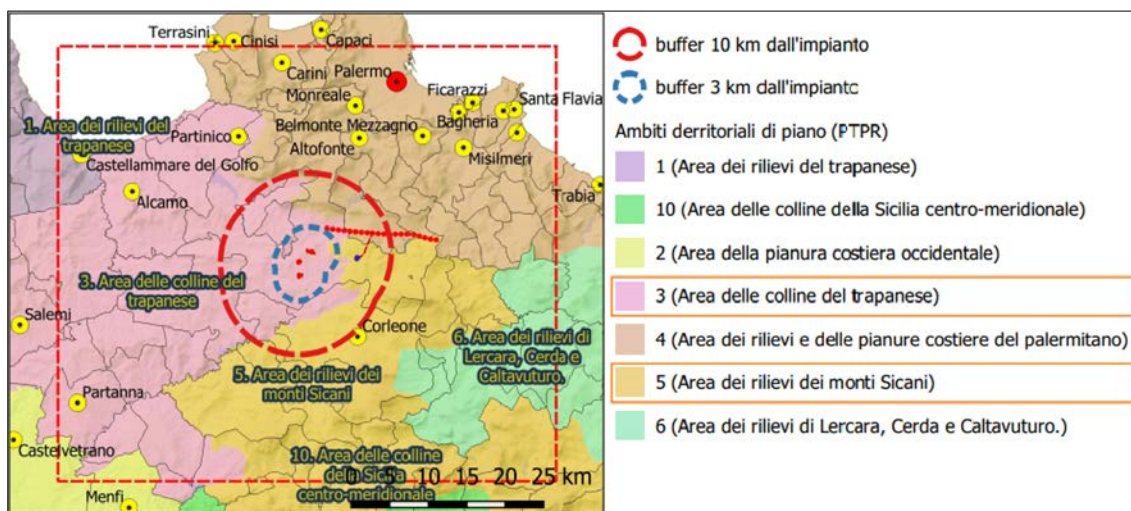 Terrasini
Cinisi
Capaci
Carini
Palermo
Monreale
Ficarazzi
Santa Flavia
1. Area dei rilievi del
trapanese
Partinico
Belmonte Mezzagno
Bagheria
Altofonte
Misilmeri
Castellammare del Golfo
Alcamo
Trabia
3. Area delle colline del
trapanese
Salemi
Corleone
6. Area dei rilievi di
Lercara, Cerda e
Caltavuturo.
5. Area dei rilievi dei
monti Sicani
Partanna
Castelvetrano
10. Area delle colline
della Sicilia
centro-meridionale
0 5 10 15 20 25 km
Menfi
buffer 10 km dall'impianto
buffer 3 km dall'impiantc
Ambiti derritoriali di piano (PTPR)
1 (Area dei rilievi del trapanese)
10 (Area delle colline della Sicilia centro-meridionale)
2 (Area della pianura costiera occidentale)
3 (Area delle colline del trapanese)
4 (Area dei rilievi e delle pianure costiere del palermitano)
5 (Area dei rilievi dei monti Sicani)
6 (Area dei rilievi di Lercara, Cerda e Caltavuturo.)